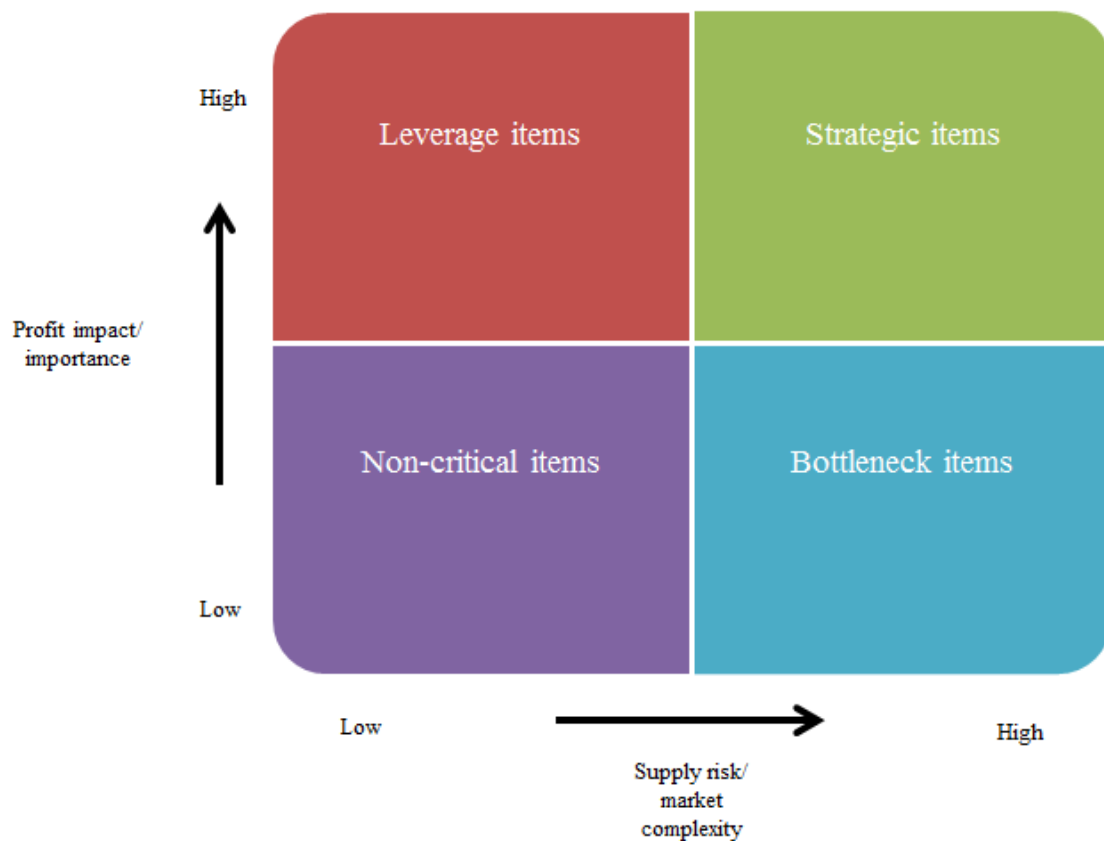 High
Leverage items
Strategic items
Profit impact/
importance
Non-critical items
Bottleneck items
Low
Low
High
Supply risk/
market
complexity